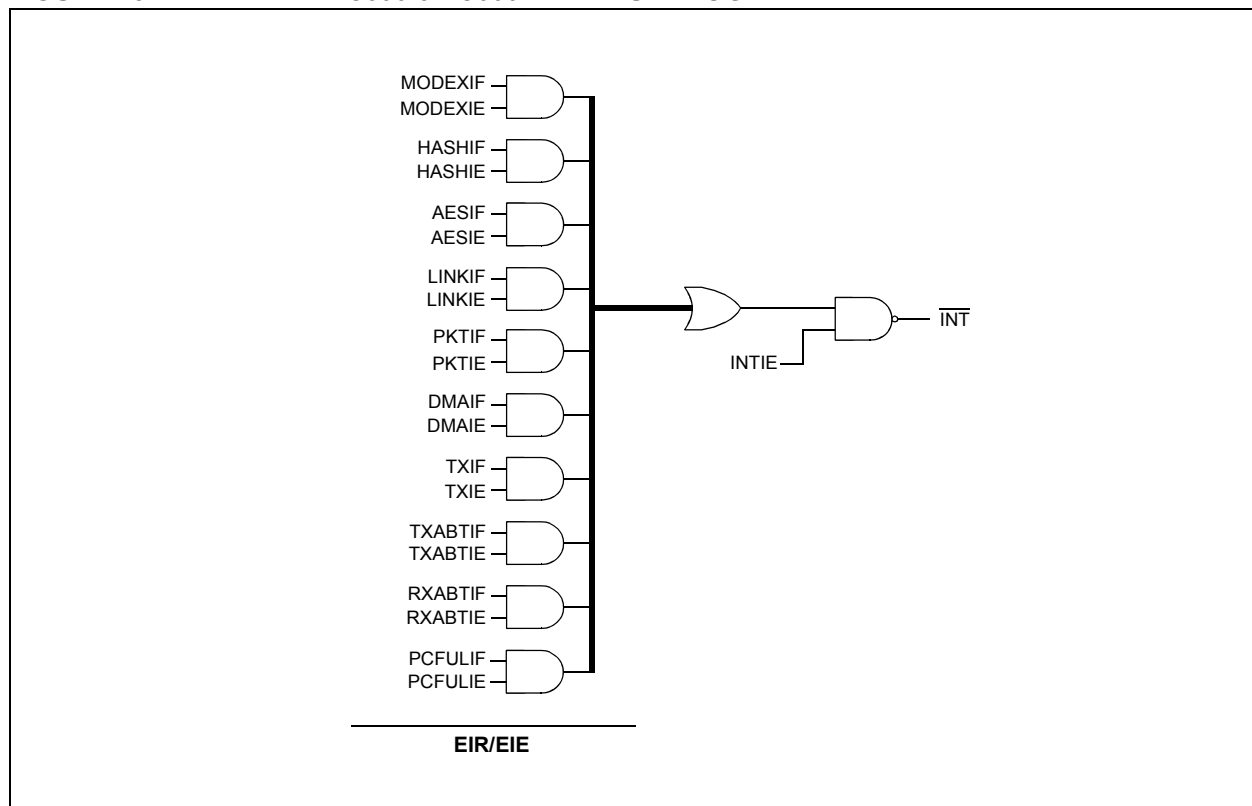 MODEXIF
MODEXIE
HASHIF
HASHIE
AESIF
AESIE
LINKIF
LINKIE
PKTIF
PKTIE
DMAIF
DMAIE
TXIF
TXIE
TXABTIF
TXABTIE
RXABTIF
RXABTIE
PCFULIF
PCFULIE
INT
INTIE
EIR/EIE